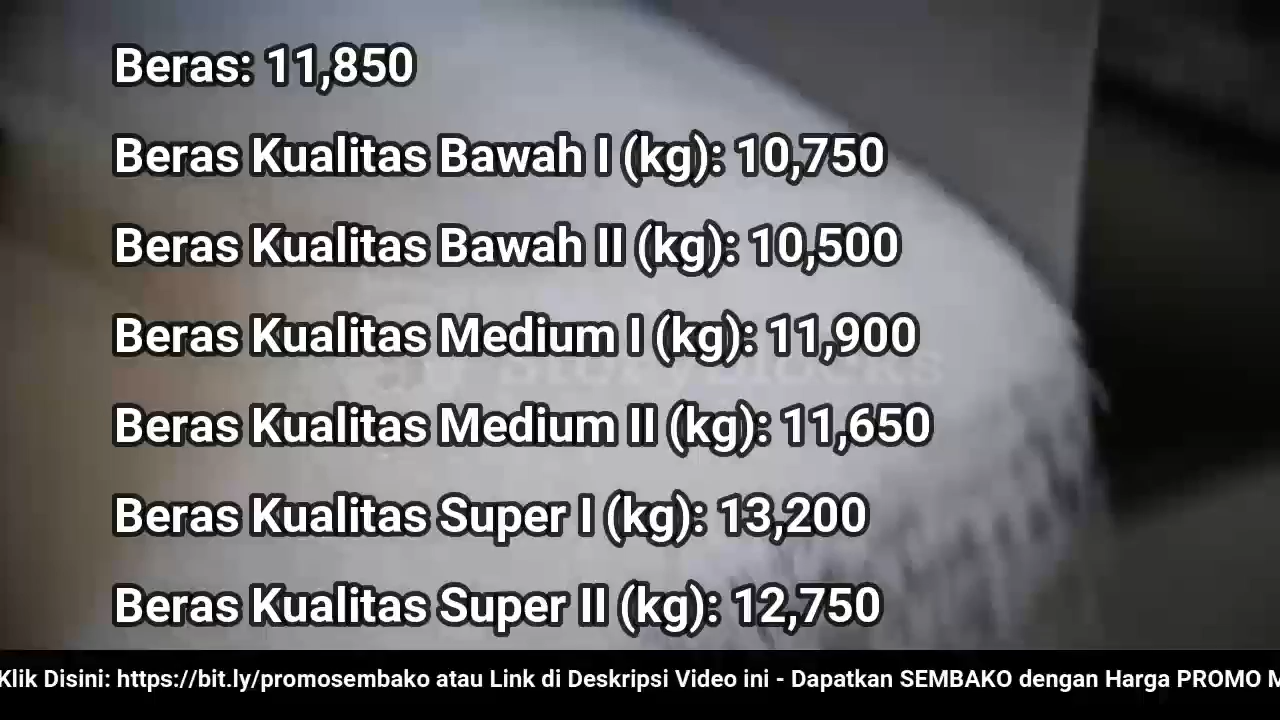 Beras: 11,850
Beras Kualitas Bawah I (kg): 10,750
Beras Kualitas Bawah II (kg): 10,500
Beras Kualitas Medium I (kg): 11,900
Storyblocks
Beras Kualitas Medium II (kg): 11,650
Beras Kualitas Super I (kg): 13,200
Beras Kualitas Super II (kg): 12,750
Klik Disini: https://bit.ly/promosembako atau Link di Deskripsi Video ini - Dapatkan SEMBAKO dengan Harga PROMO